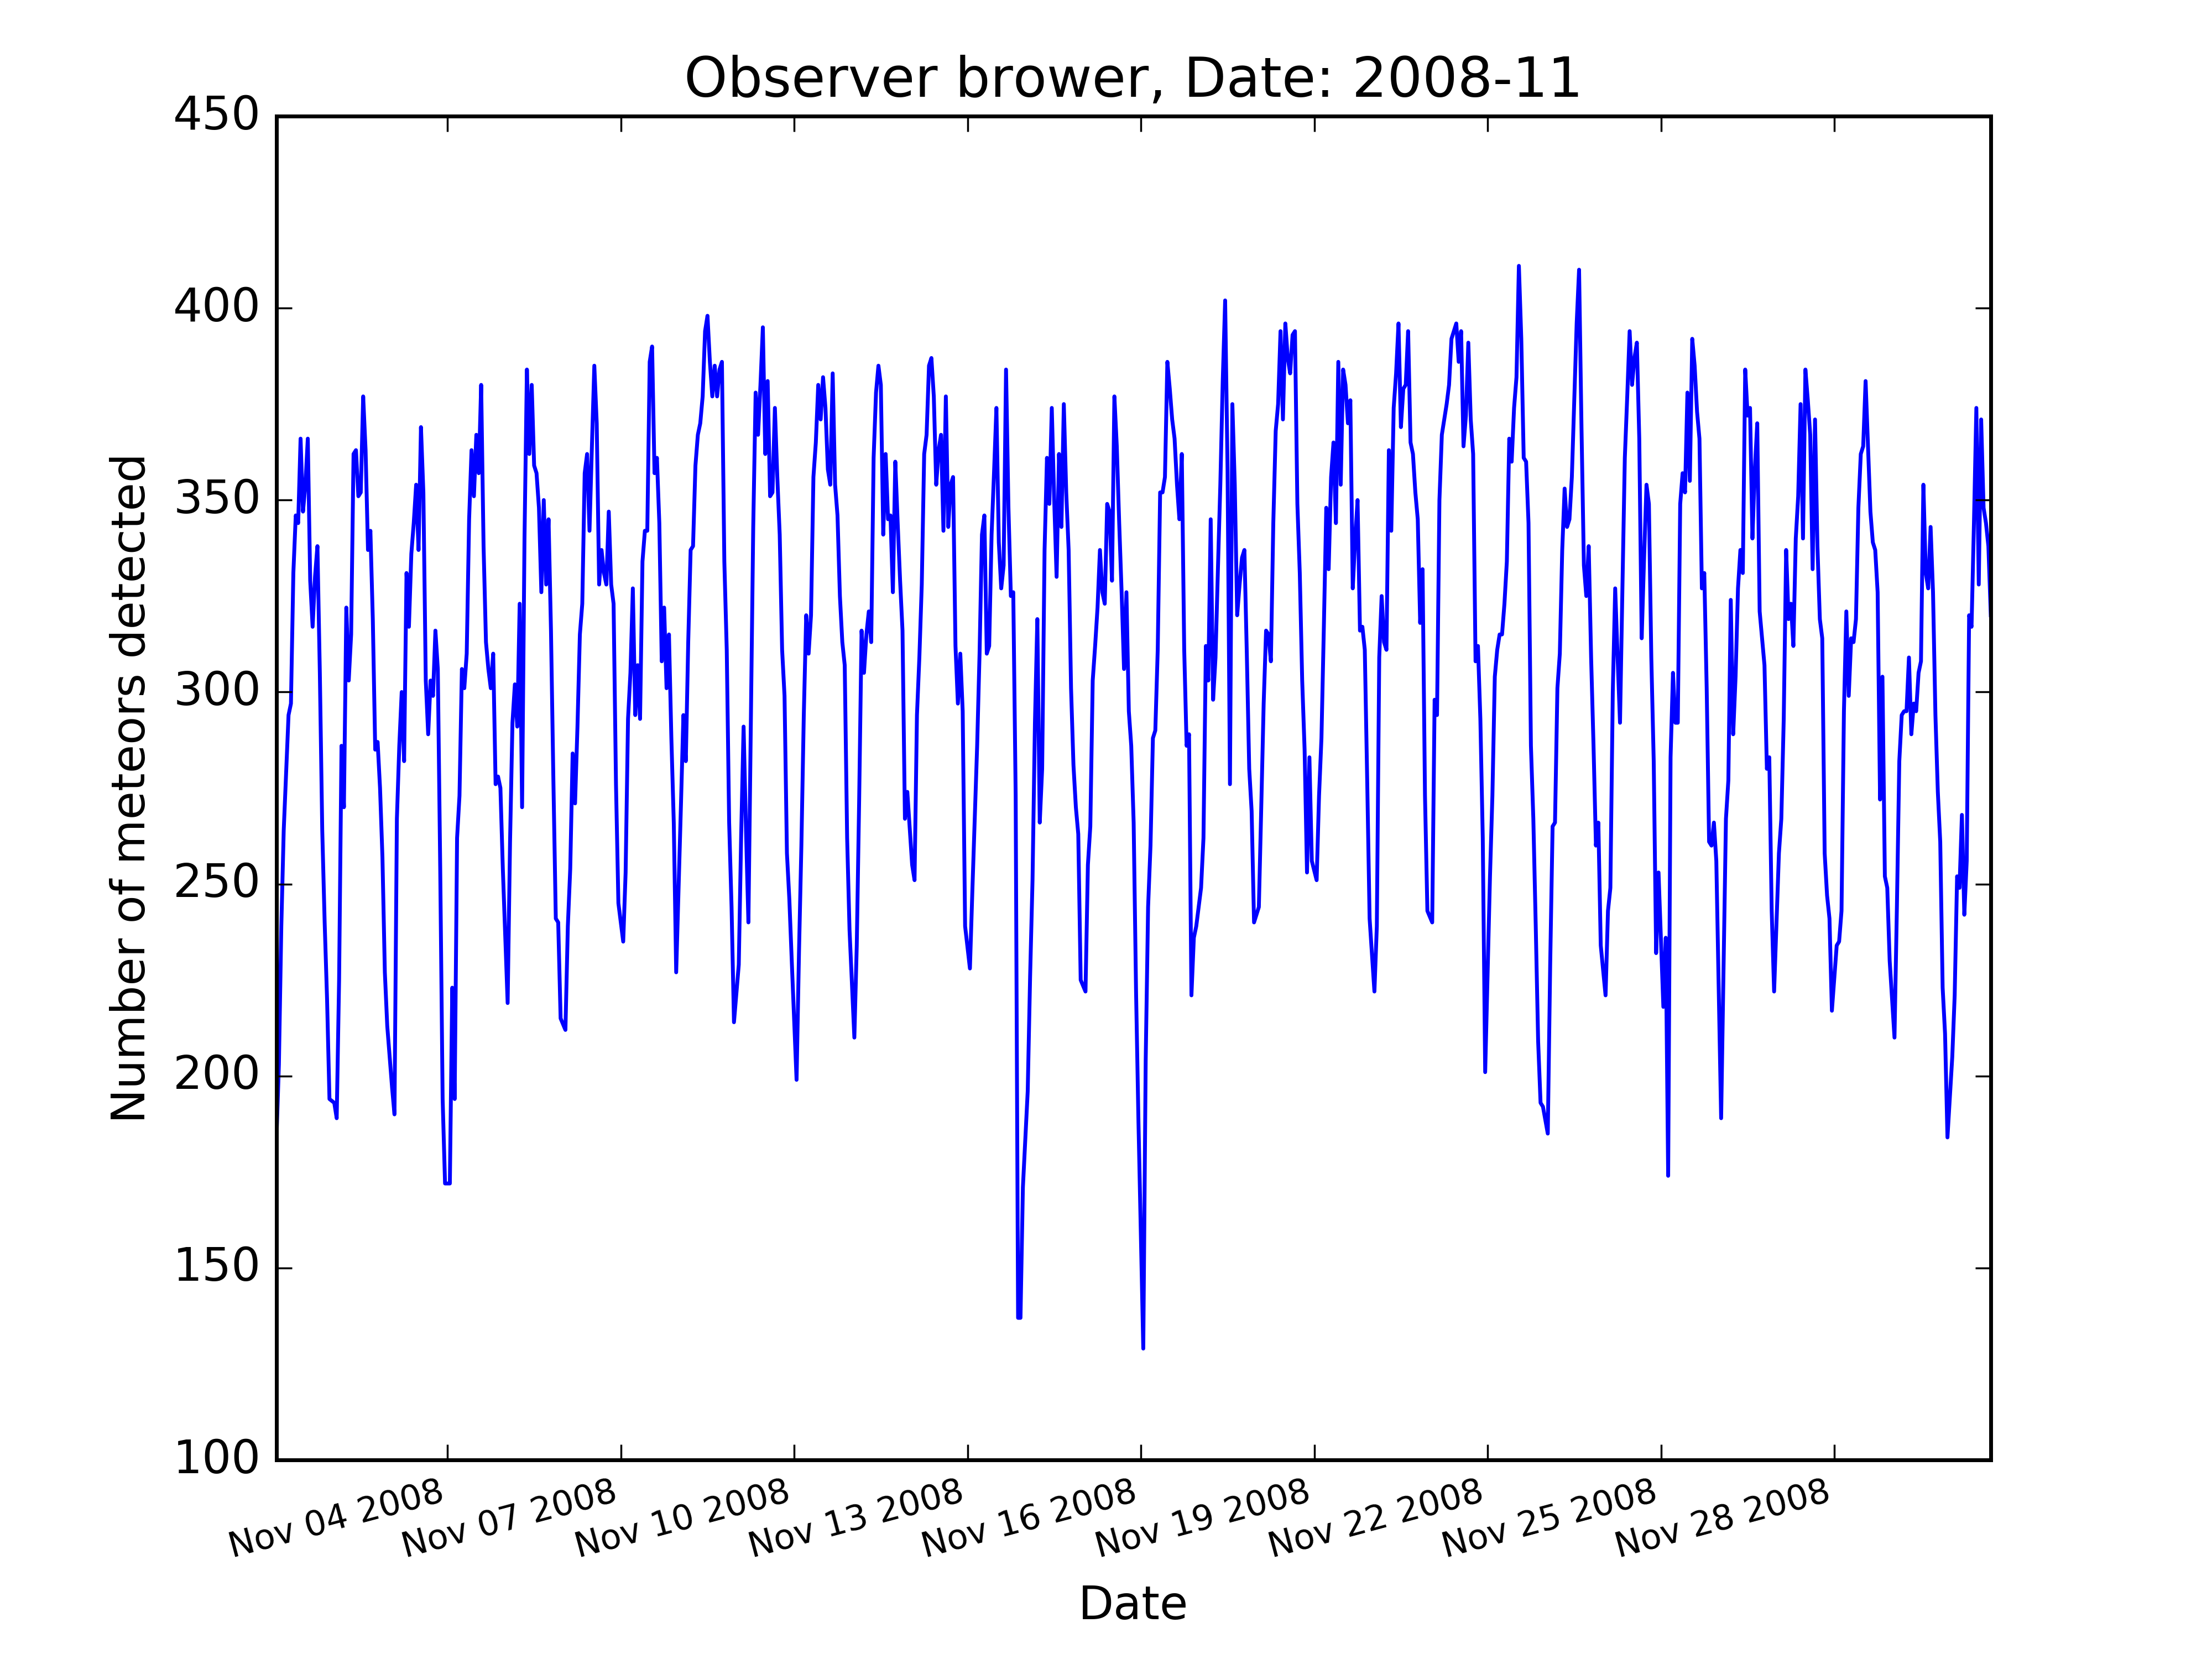 Observer brower, Date: 2008-11
450
400
350
300
250
200
150
100
Number of meteors detected
Nov 04 2008
Nov 07 2008
Nov 10 2008
Nov 13 2008
Nov 16 2008
Nov 19 2008
Nov 22 2008
Nov 25 2008
Nov 28 2008
Date